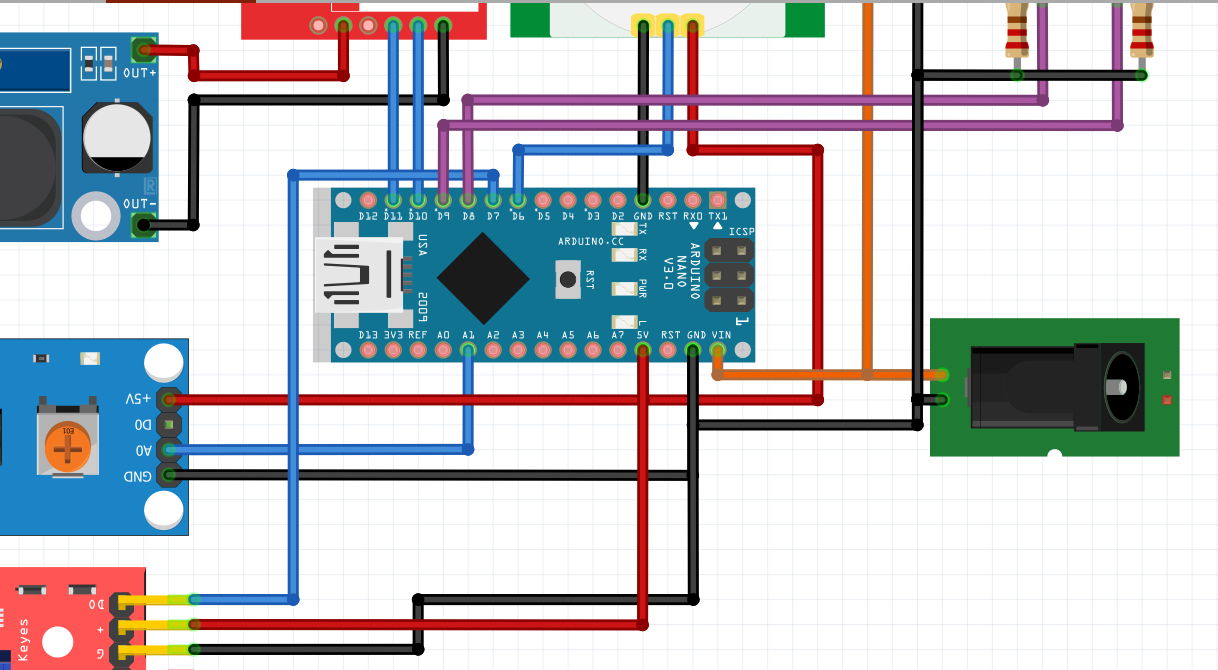 OUT+
OUT-
R
D12 D11 D10 D9 D8 D7 D6 D5 D4 D3 D2 GND RST RX0 TX1
TX
RX
PWR
L
USA
2009
ARDUINO.CC
RST
ARDUINO
NANO
V3.0
ICSP
1
D13 3V3 REF A0 A1 A2 A3 A4 A5 A6 A7 5V RST GND VIN
+5V
D0
A0
GND
E01
D0
+
G
Keyes